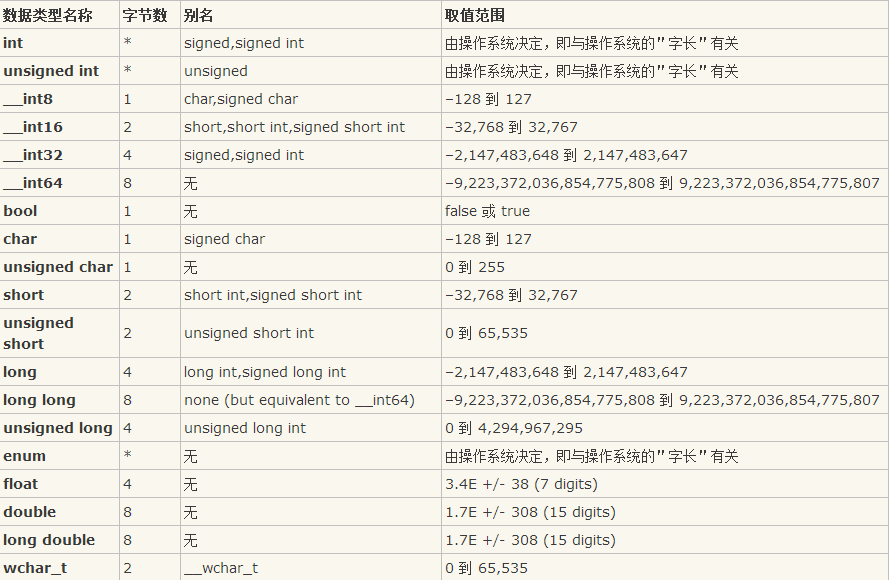 数据类型名称 字节数 别名 取值范围
int * signed,signed int 由操作系统决定，即与操作系统的"字长"有关
unsigned int * unsigned 由操作系统决定，即与操作系统的"字长"有关
__int8 1 char,signed char –128 到 127
__int16 2 short,short int,signed short int –32,768 到 32,767
__int32 4 signed,signed int –2,147,483,648 到 2,147,483,647
__int64 8 无 –9,223,372,036,854,775,808 到 9,223,372,036,854,775,807
bool 1 无 false 或 true
char 1 signed char –128 到 127
unsigned char 1 无 0 到 255
short 2 short int,signed short int –32,768 到 32,767
unsigned short 2 unsigned short int 0 到 65,535
long 4 long int,signed long int –2,147,483,648 到 2,147,483,647
long long 8 none (but equivalent to __int64) –9,223,372,036,854,775,808 到 9,223,372,036,854,775,807
unsigned long 4 unsigned long int 0 到 4,294,967,295
enum * 无 由操作系统决定，即与操作系统的"字长"有关
float 4 无 3.4E +/- 38 (7 digits)
double 8 无 1.7E +/- 308 (15 digits)
long double 8 无 1.7E +/- 308 (15 digits)
wchar_t 2 __wchar_t 0 到 65,535